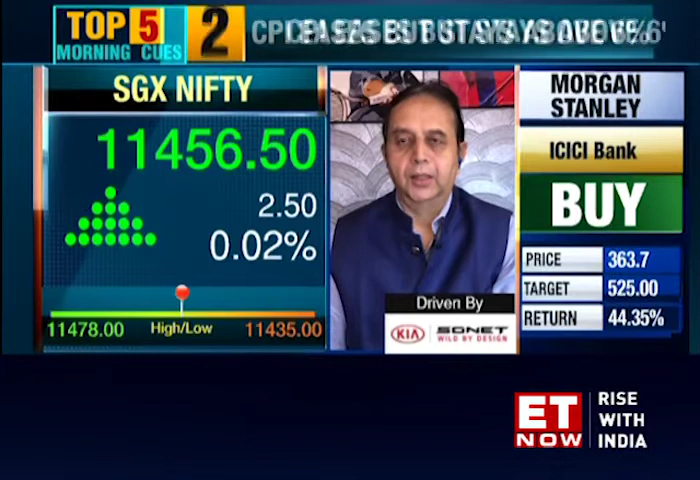 TOP 5
MORNING CUES
2
SGX NIFTY
11456.50
2.50
0.02%
11478.00 High/Low 11435.00
Driven By
KIA SONET
WILD BY DESIGN
MORGAN
STANLEY
ICICI Bank
BUY
PRICE 363.7
TARGET 525.00
RETURN 44.35%
ET
NOW
RISE
WITH
INDIA